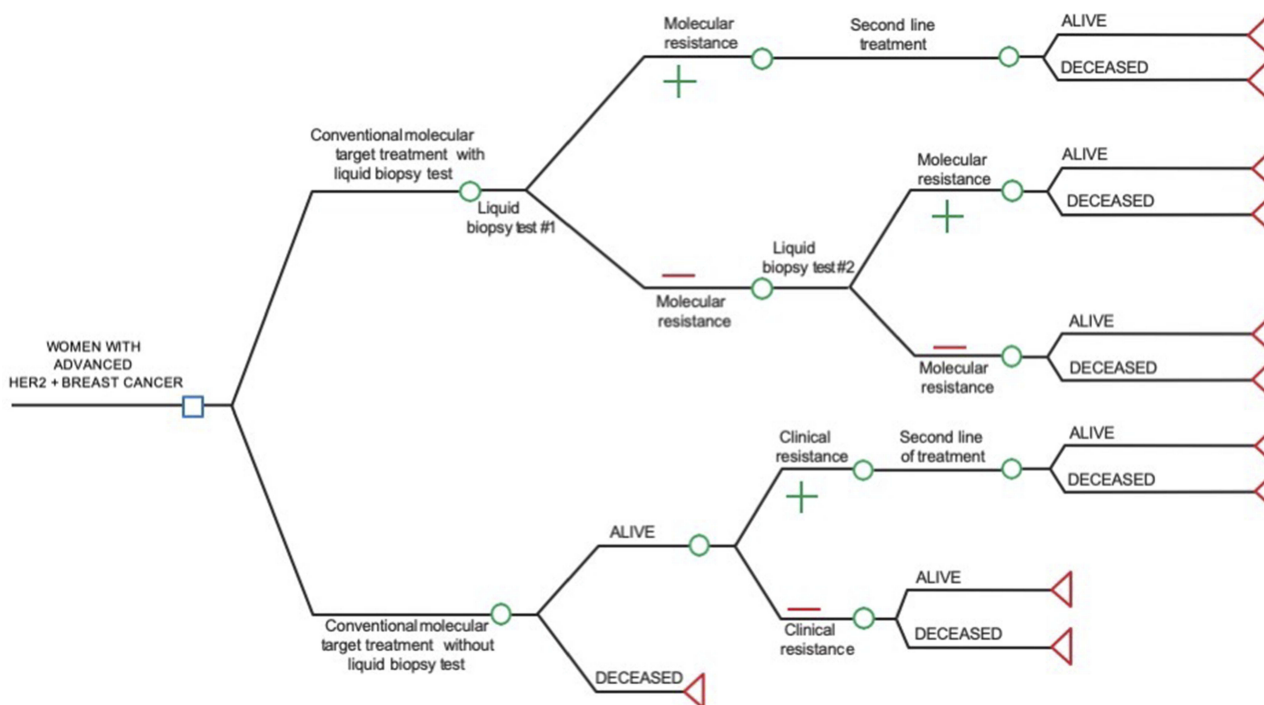 Molecular
resistance
Second line
treatment
ALIVE
DECEASED
Conventional molecular
target treatment with
liquid biopsy test
Liquid
biopsy test #1
Molecular
resistance
ALIVE
DECEASED
Liquid
biopsy test #2
Molecular
resistance
Molecular
resistance
ALIVE
DECEASED
WOMEN WITH
ADVANCED
HER2 + BREAST CANCER
Clinical
resistance
Second line
of treatment
ALIVE
DECEASED
ALIVE
Clinical
resistance
ALIVE
DECEASED
Conventional molecular
target treatment without
liquid biopsy test
DECEASED